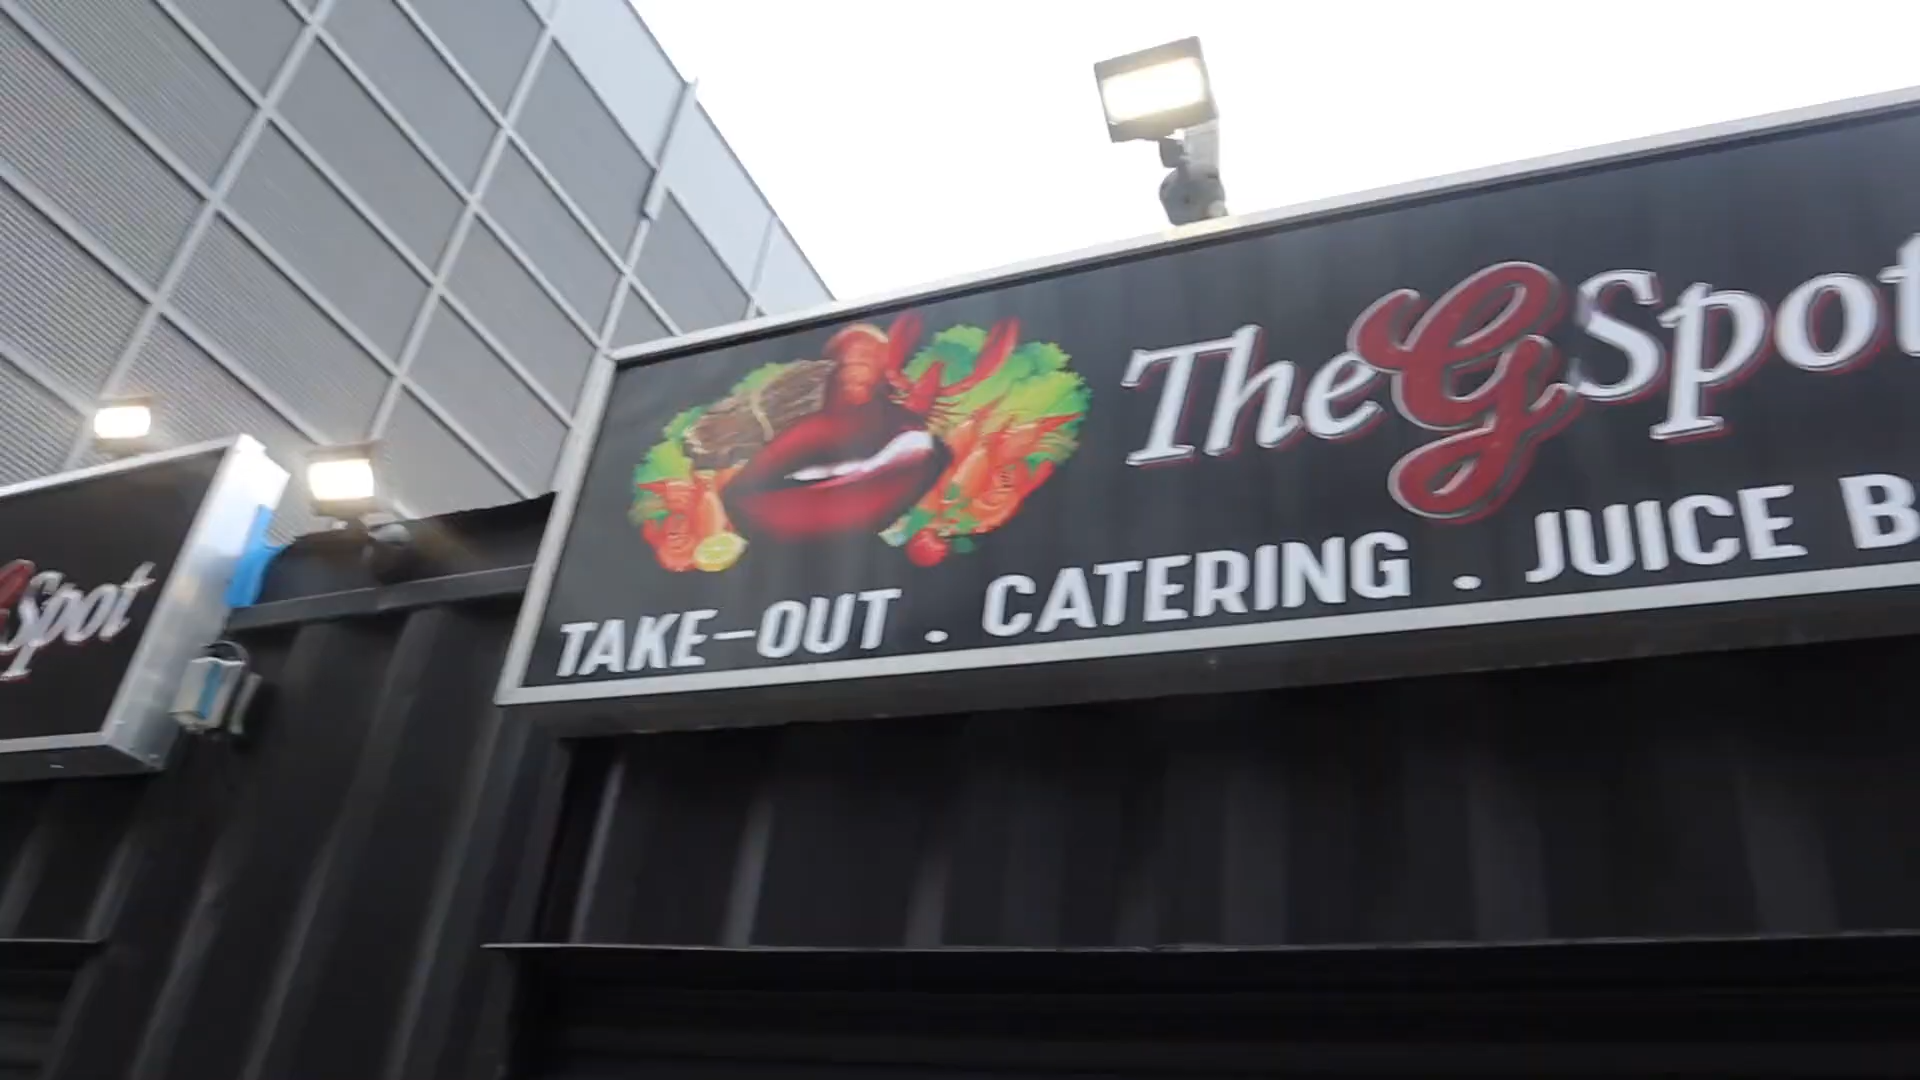 The G Spot
TAKE-OUT . CATERING . JUICE B
Spot